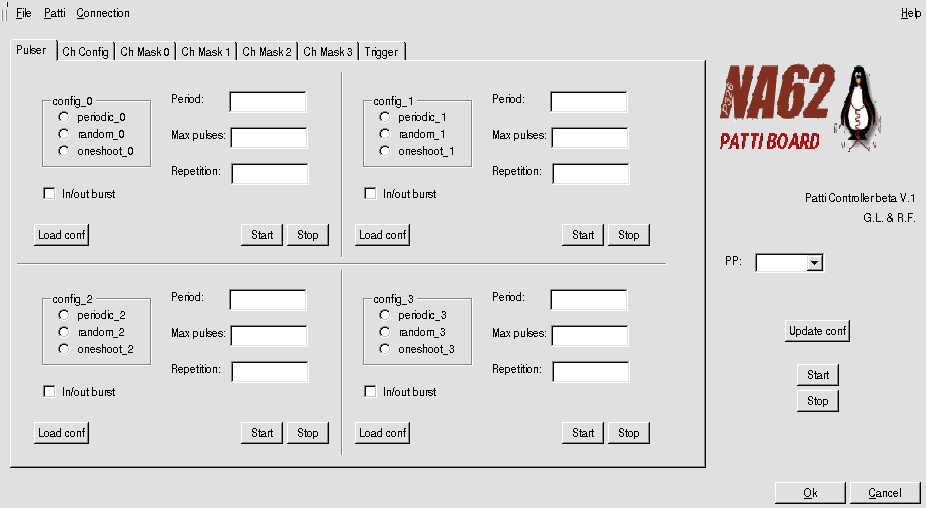 File Patti Connection Help
Pulser Ch Config Ch Mask 0 Ch Mask 1 Ch Mask 2 Ch Mask 3 Trigger
NA62
PATTI BOARD
Patti Controller beta V.1
G.L. & R.F.
PP:
Update conf
Start
Stop
config_0
periodic_0
random_0
oneshoot_0
Period:
Max pulses:
Repetition:
In/out burst
Load conf Start Stop
config_1
periodic_1
random_1
oneshoot_1
Period:
Max pulses:
Repetition:
In/out burst
Load conf Start Stop
config_2
periodic_2
random_2
oneshoot_2
Period:
Max pulses:
Repetition:
In/out burst
Load conf Start Stop
config_3
periodic_3
random_3
oneshoot_3
Period:
Max pulses:
Repetition:
In/out burst
Load conf Start Stop
Ok Cancel